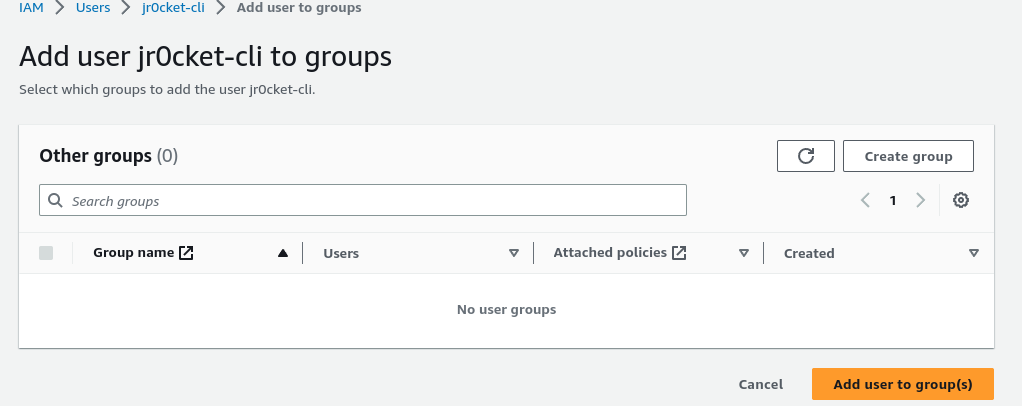 IAM > Users > jr0cket-cli > Add user to groups
Add user jr0cket-cli to groups
Select which groups to add the user jr0cket-cli.
Other groups (0)
Create group
Search groups
1
Group name Users Attached policies Created
No user groups
Cancel Add user to group(s)